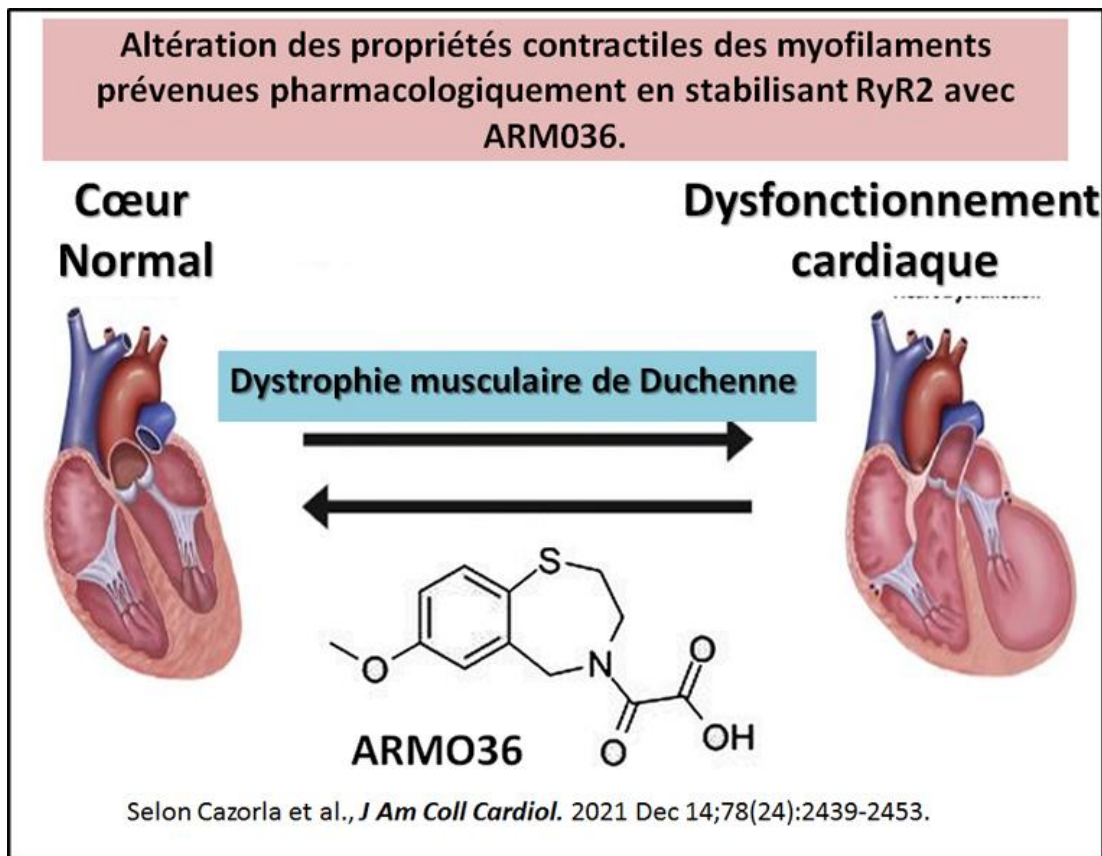 Altération des propriétés contractiles des myofilaments
prévenues pharmacologiquement en stabilisant RyR2 avec
ARM036.
Cœur
Normal
Dysfonctionnement
cardiaque
Dystrophie musculaire de Duchenne
S
O
N
O
O
OH
ARMO36
Selon Cazorla et al., J Am Coll Cardiol. 2021 Dec 14;78(24):2439-2453.